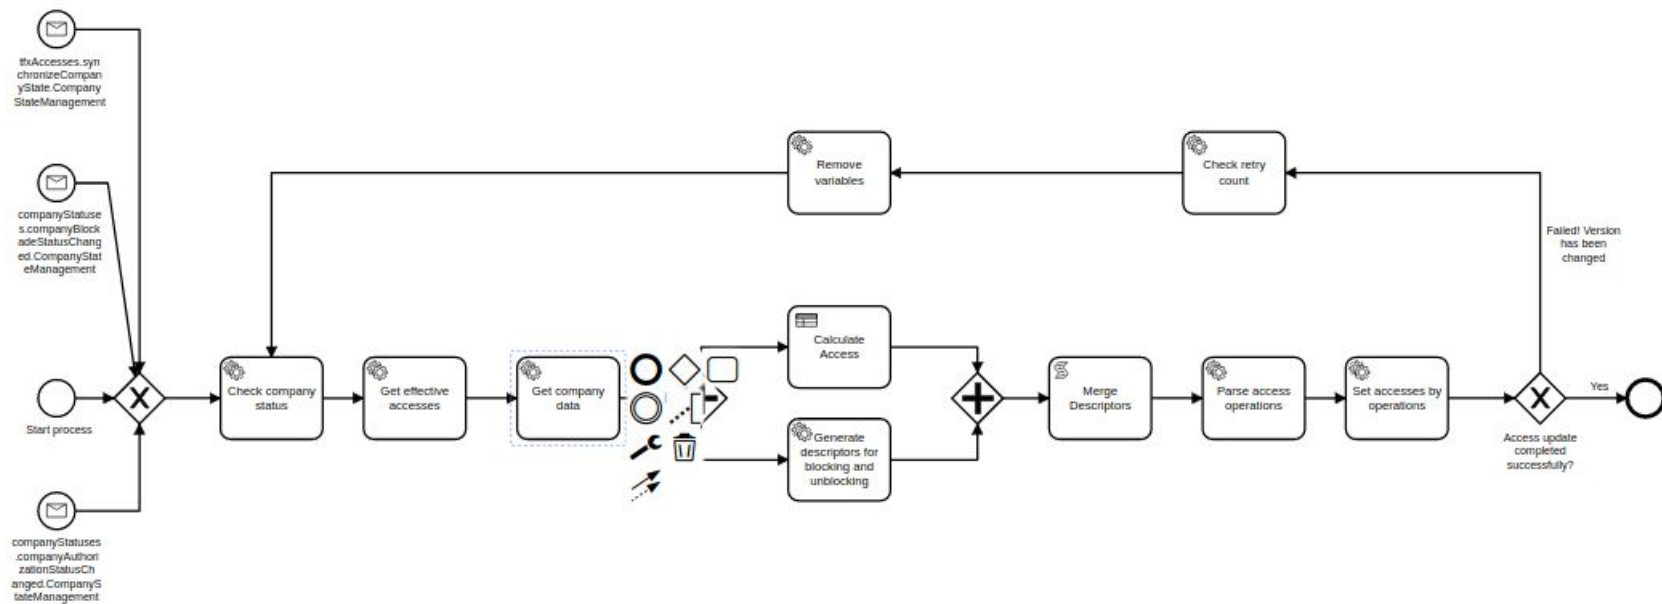 tfxAccesses.syn
chronizeCompan
yState.Company
StateManagement
Remove
variables
Check retry
count
companyStatuse
s.companyBlock
adeStatusChang
ed.CompanyStat
eManagement
Failed! Version
has been
changed
Calculate
Access
Start process
Check company
status
Get effective
accesses
Get company
data
Merge
Descriptors
Parse access
operations
Set accesses by
operations
Yes
Generate
descriptors for
blocking and
unblocking
Access update
completed
successfully?
companyStatuses
.companyAuthori
zationStatusCh
anged.CompanyS
tateManagement